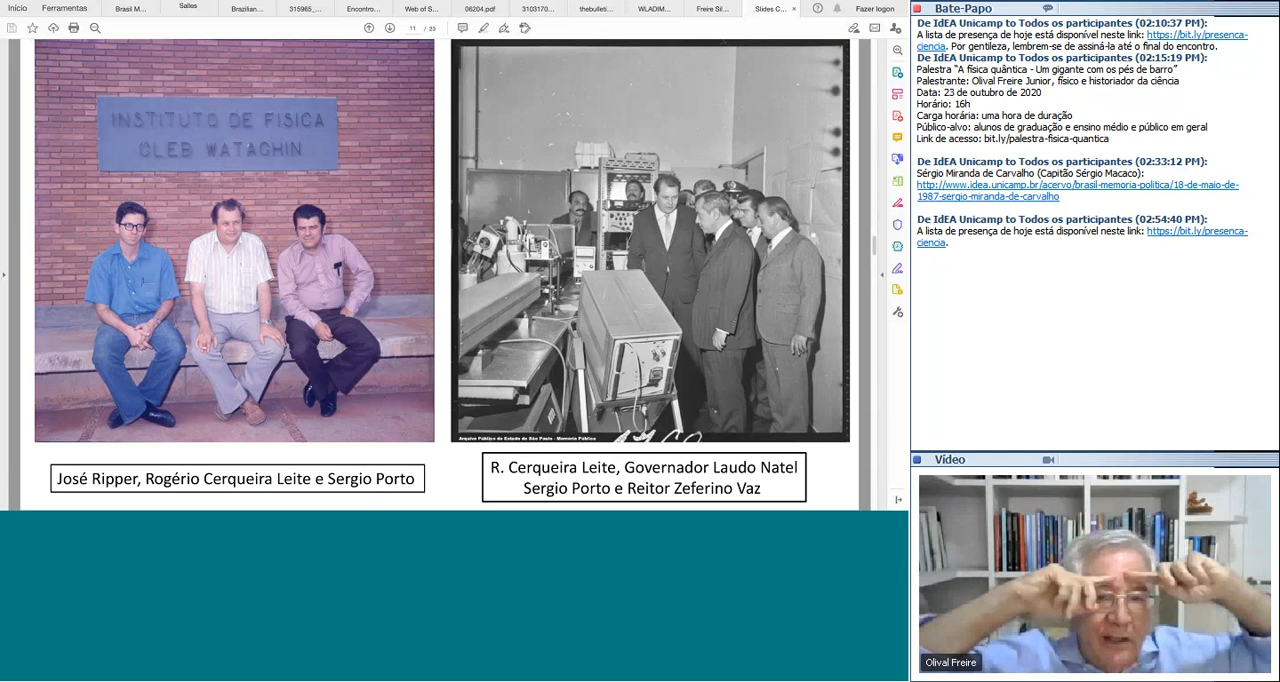 Início
Ferramentas
Brasil M...
Salles
Encontro...
Brazilian...
315965_...
Encontro...
Web of S...
06204.pdf
3103170...
thebulleti...
WLADIM...
Freire Sil...
Slides C...
Fazer logon
11 / 23
INSTITUTO DE FISICA
GLEB WATAGHIN
Arquivo Público do Estado de São Paulo - Memória Pública
José Ripper, Rogério Cerqueira Leite e Sergio Porto
R. Cerqueira Leite, Governador Laudo Natel
Sergio Porto e Reitor Zeferino Vaz
Bate-Papo
De IdEA Unicamp to Todos os participantes (02:10:37 PM):
A lista de presença de hoje está disponível neste link: https://bit.ly/presenca-
ciencia. Por gentileza, lembrem-se de assiná-la até o final do encontro.
De IdEA Unicamp to Todos os participantes (02:15:19 PM):
Palestra "A física quântica - Um gigante com os pés de barro"
Palestrante: Olival Freire Junior, físico e historiador da ciência
Data: 23 de outubro de 2020
Horário: 16h
Carga horária: uma hora de duração
Público-alvo: alunos de graduação e ensino médio e público em geral
Link de acesso: bit.ly/palestra-fisica-quantica
De IdEA Unicamp to Todos os participantes (02:33:12 PM):
Sérgio Miranda de Carvalho (Capitão Sérgio Macaco):
http://www.idea.unicamp.br/acervo/brasil-memoria-politica/18-de-maio-de-
1987-sergio-miranda-de-carvalho
De IdEA Unicamp to Todos os participantes (02:54:40 PM):
A lista de presença de hoje está disponível neste link: https://bit.ly/presenca-
ciencia.
Vídeo
Olival Freire